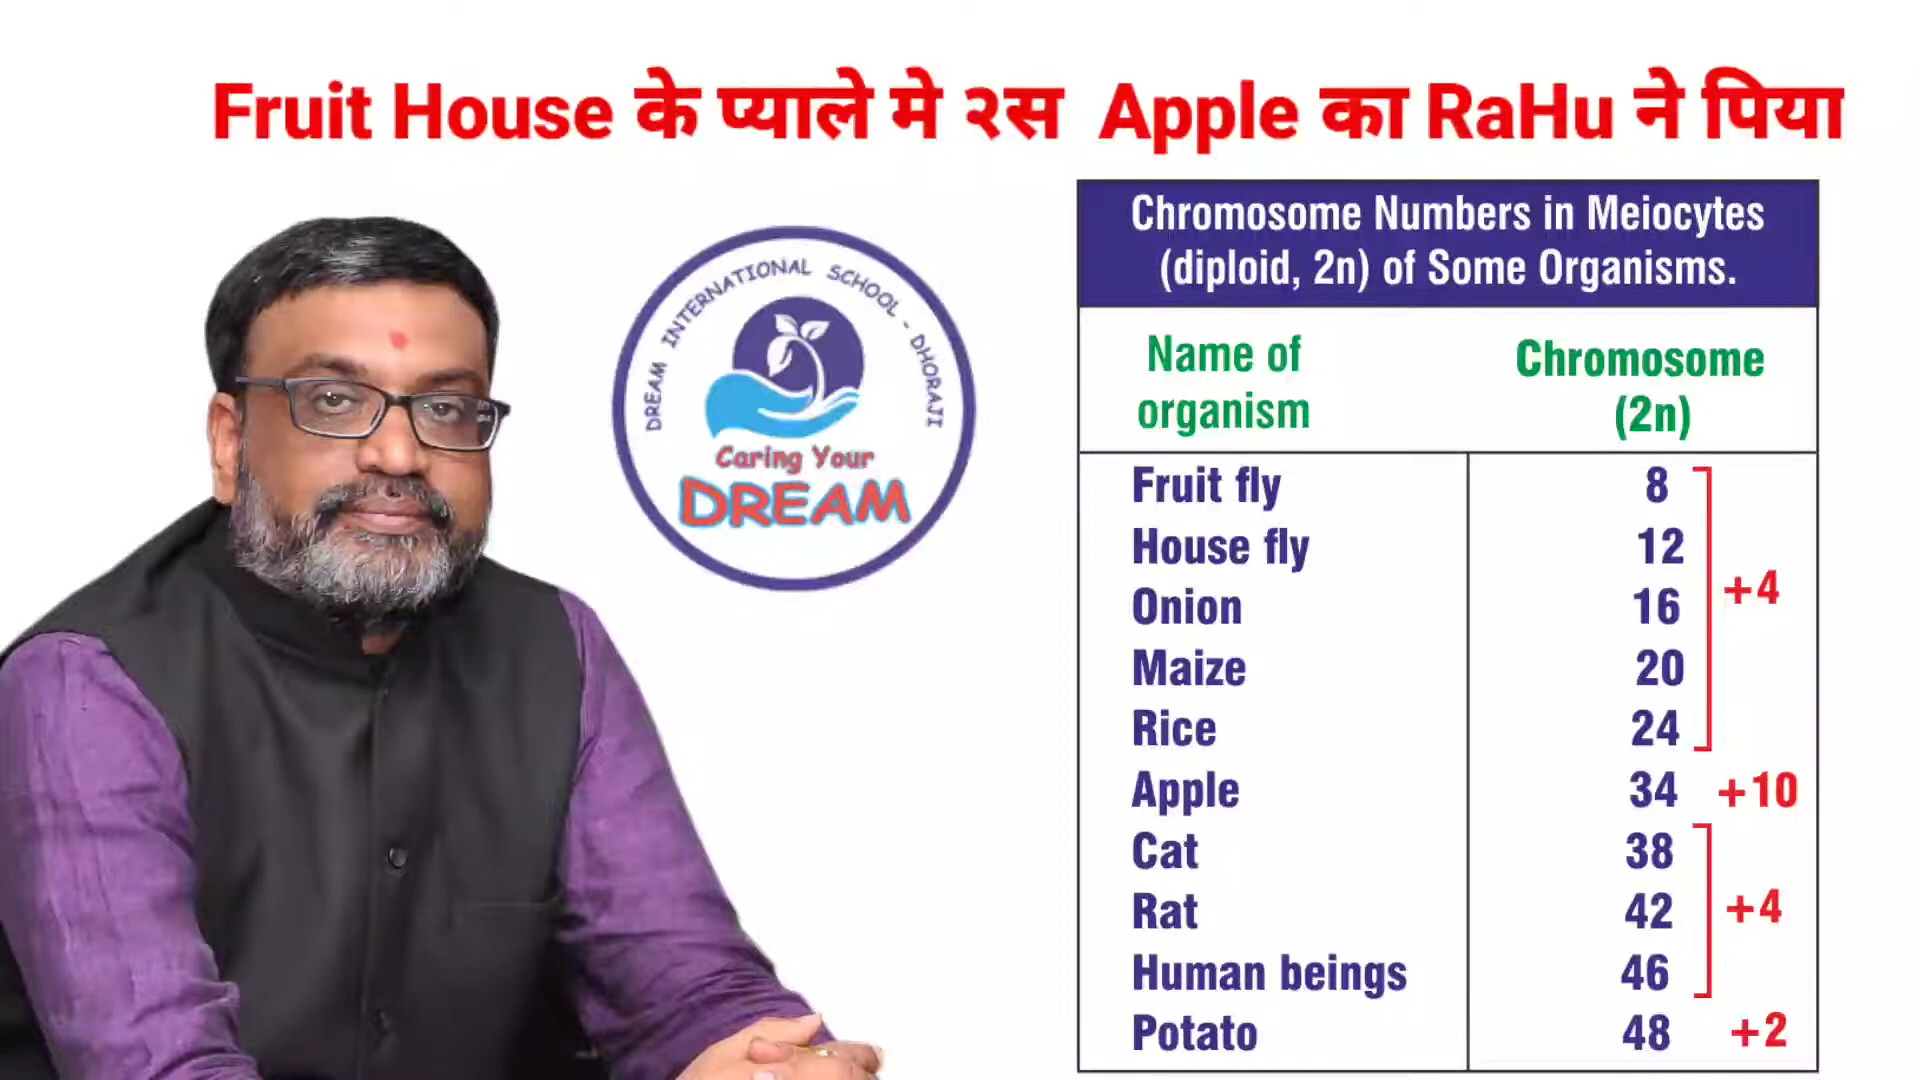 Fruit House के प्याले मे २स Apple का RaHu ने पिया
DREAM INTERNATIONAL SCHOOL - DHORAJI
Caring Your
DREAM
Chromosome Numbers in Meiocytes
(diploid, 2n) of Some Organisms.
Name of organism Chromosome (2n)
Fruit fly 8
House fly 12
+4
Onion 16
Maize 20
Rice 24
Apple 34 +10
Cat 38
Rat 42 +4
Human beings 46
Potato 48 +2